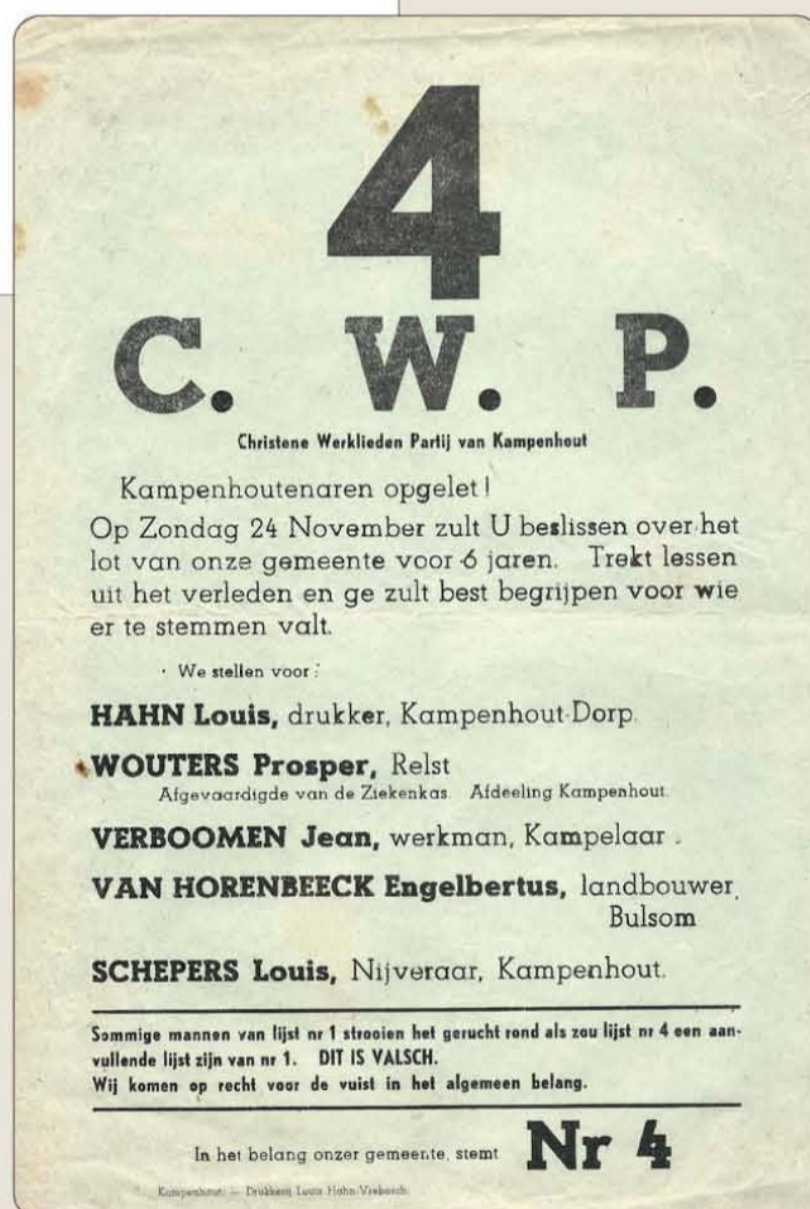 4
C. W. P.
Christene Werklieden Partij van Kampenhout
Kampenhoutenaren opgelet!
Op Zondag 24 November zult U beslissen over het
lot van onze gemeente voor 6 jaren. Trekt lessen
uit het verleden en ge zult best begrijpen voor wie
er te stemmen valt.
We stellen voor:
HAHN Louis, drukker, Kampenhout-Dorp.
WOUTERS Prosper, Relst
Afgevaardigde van de Ziekenkas. Afdeeling Kampenhout.
VERBOOMEN Jean, werkman, Kampelaar.
VAN HORENBEECK Engelbertus, landbouwer,
Bulsom
SCHEPERS Louis, Nijveraar, Kampenhout.
Sommige mannen van lijst nr 1 strooien het gerucht rond als zou lijst nr 4 een aan-
vullende lijst zijn van nr 1. DIT IS VALSCH.
Wij komen op recht voor de vuist in het algemeen belang.
In het belang onzer gemeente, stemt Nr 4
Kampenhout. — Drukkerij Louis Hahn-Vrebosch.